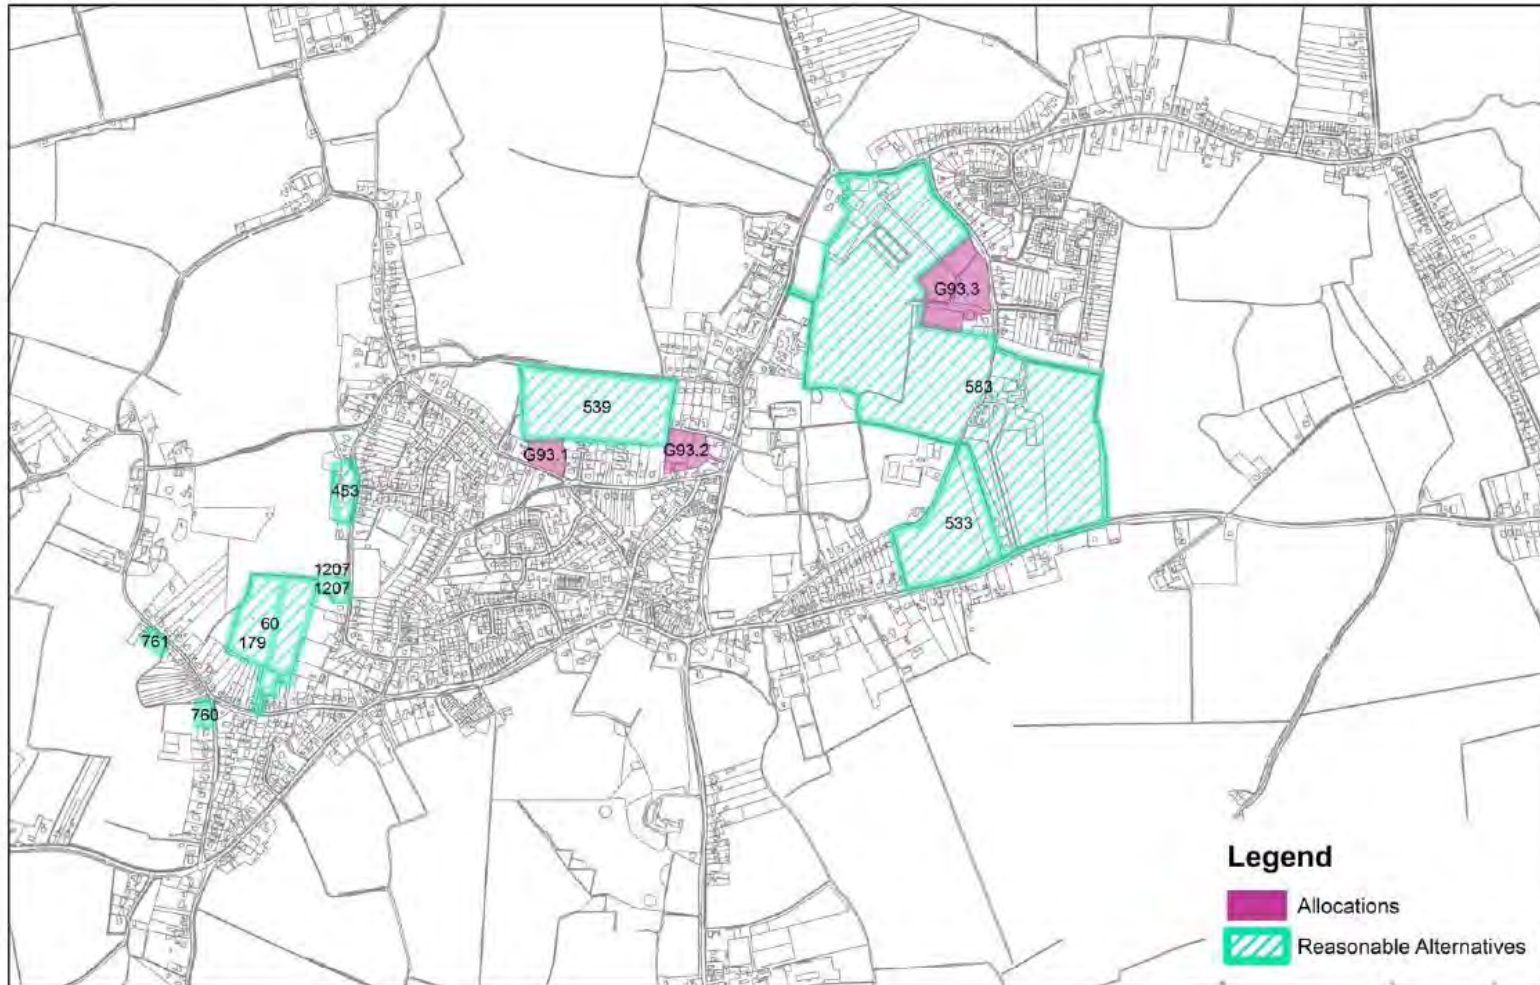 G93.3
583
539
G93.1
G93.2
453
533
1207
1207
60
179
761
760
Legend
Allocations
Reasonable Alternatives